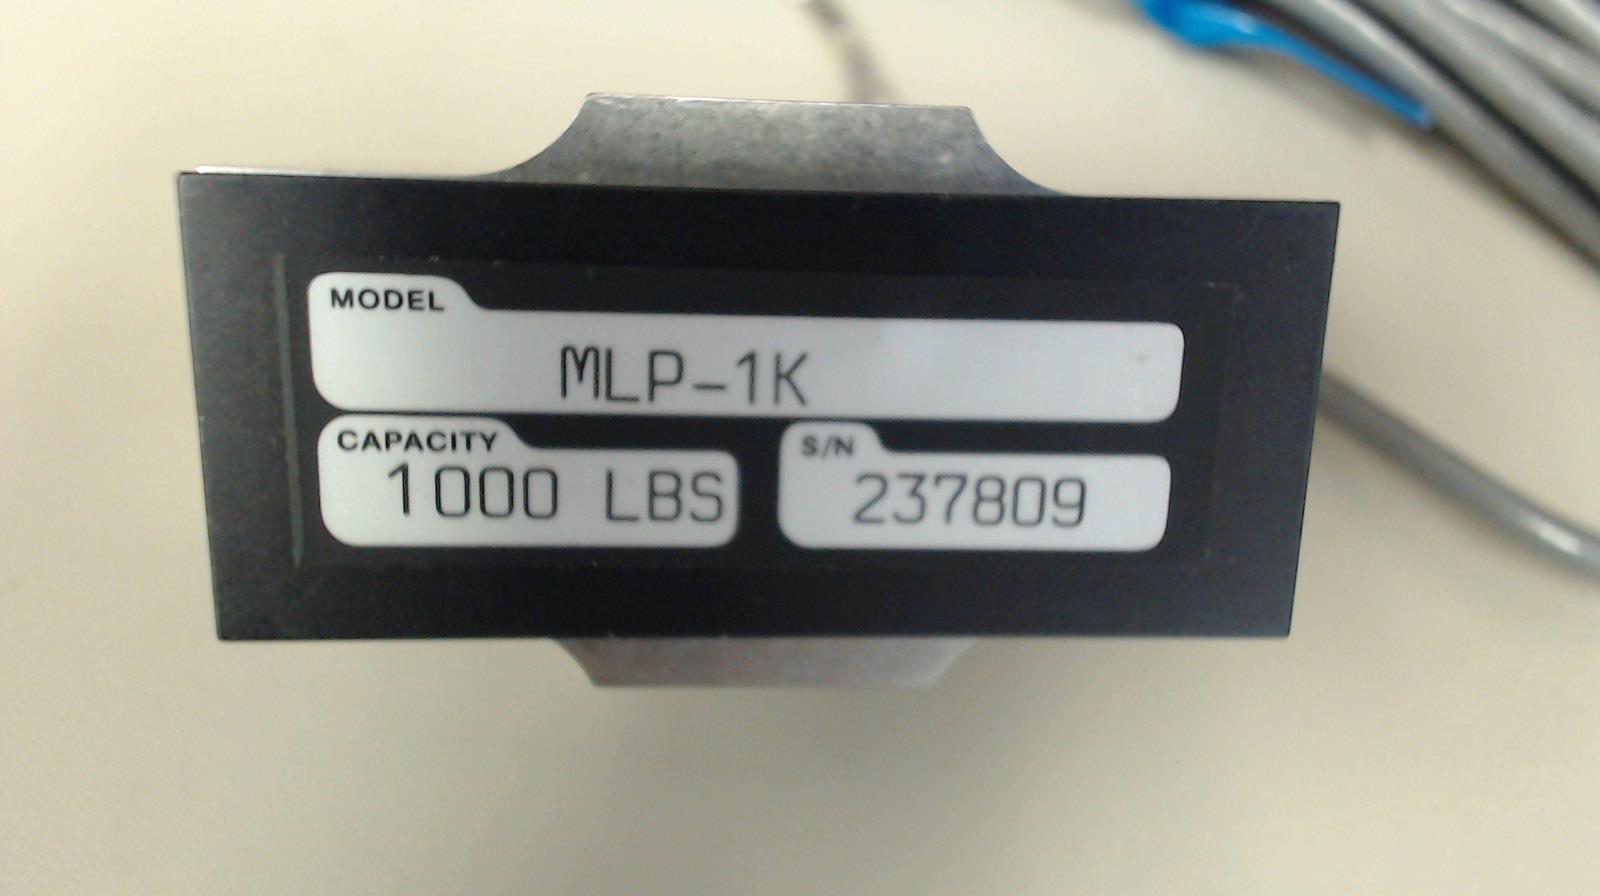 MODEL
MLP-1K
CAPACITY
1000 LBS
S/N
237809